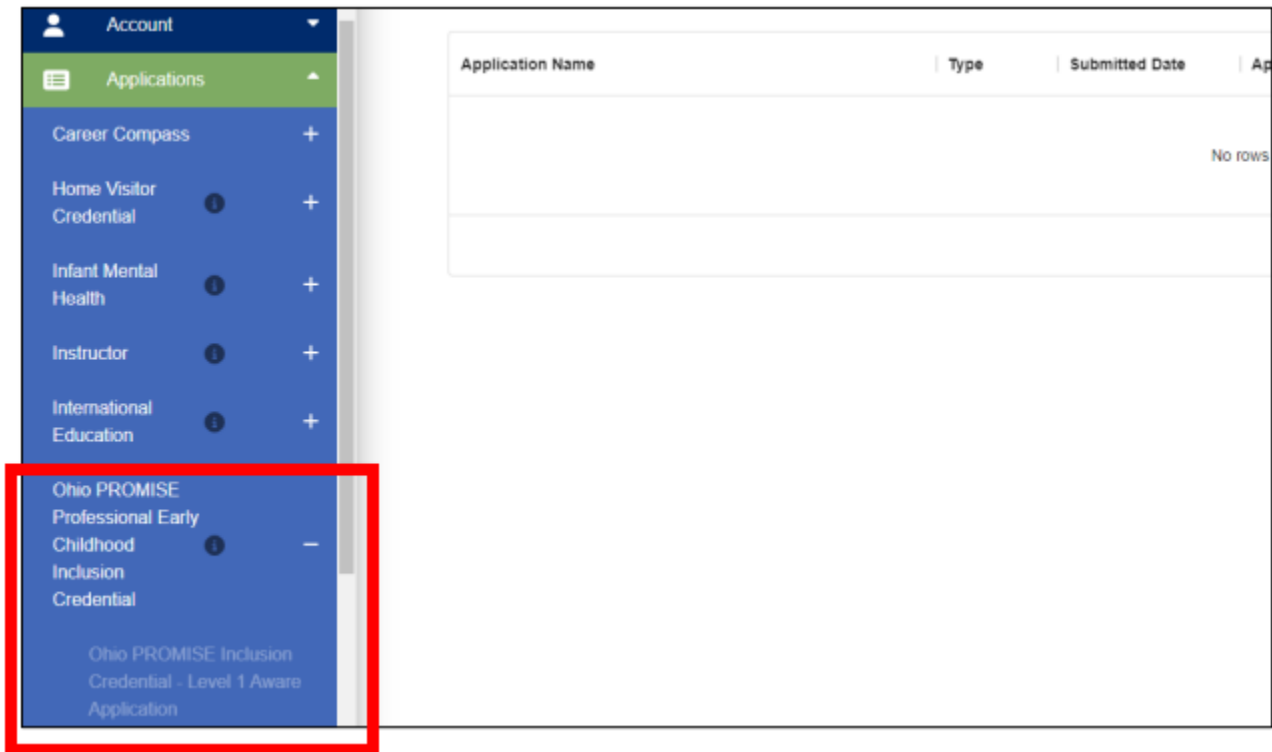 Account
Applications
Career Compass
Home Visitor
Credential
Infant Mental
Health
Instructor
International
Education
Ohio PROMISE
Professional Early
Childhood
Inclusion
Credential
Ohio PROMISE Inclusion
Credential - Level 1 Aware
Application
Application Name Type Submitted Date Ap
No rows